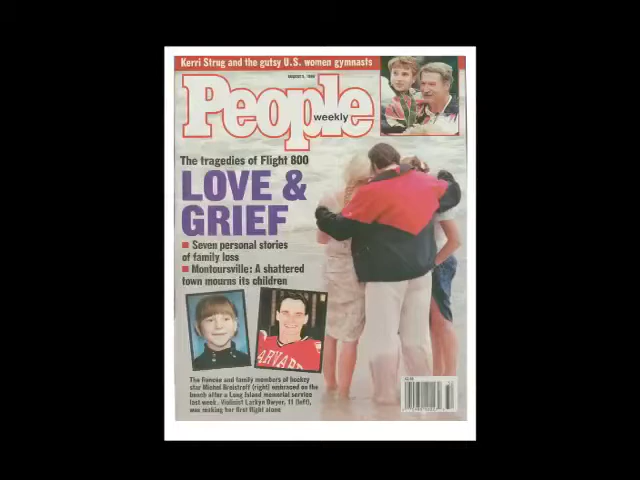 Kerri Strug and the gutsy U.S. women gymnasts
People
weekly
The tragedies of Flight 800
LOVE &
GRIEF
Seven personal stories
of family loss
Montoursville: A shattered
town mourns its children
HARVARD
The fiancée and family members of hockey
star Michel Breistroff (right) embraced on the
beach after a Long Island memorial service
last week. Violinist Larkyn Dwyer, 11 (left),
was making her first flight alone